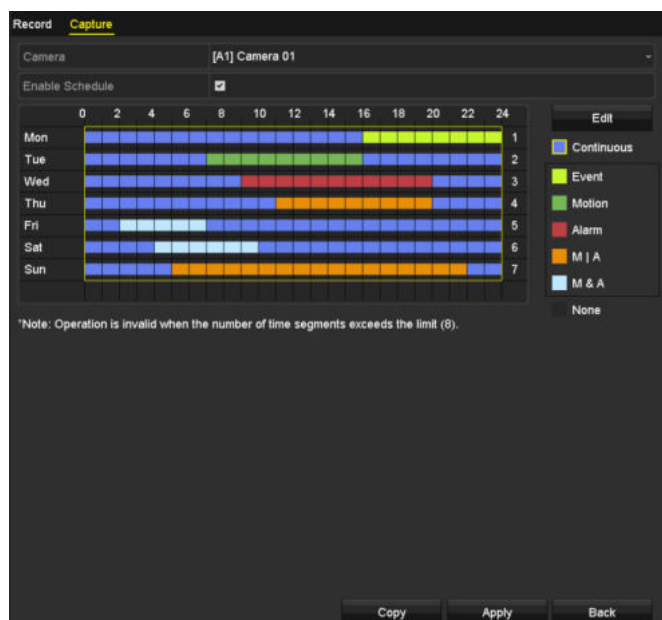 Record Capture
Camera [A1] Camera 01
Enable Schedule
0 2 4 6 8 10 12 14 16 18 20 22 24
Edit
Mon 1
Continuous
Tue 2
Event
Wed 3
Motion
Thu 4
Alarm
Fri 5
M | A
Sat 6
M & A
Sun 7
None
*Note: Operation is invalid when the number of time segments exceeds the limit (8).
Copy Apply Back